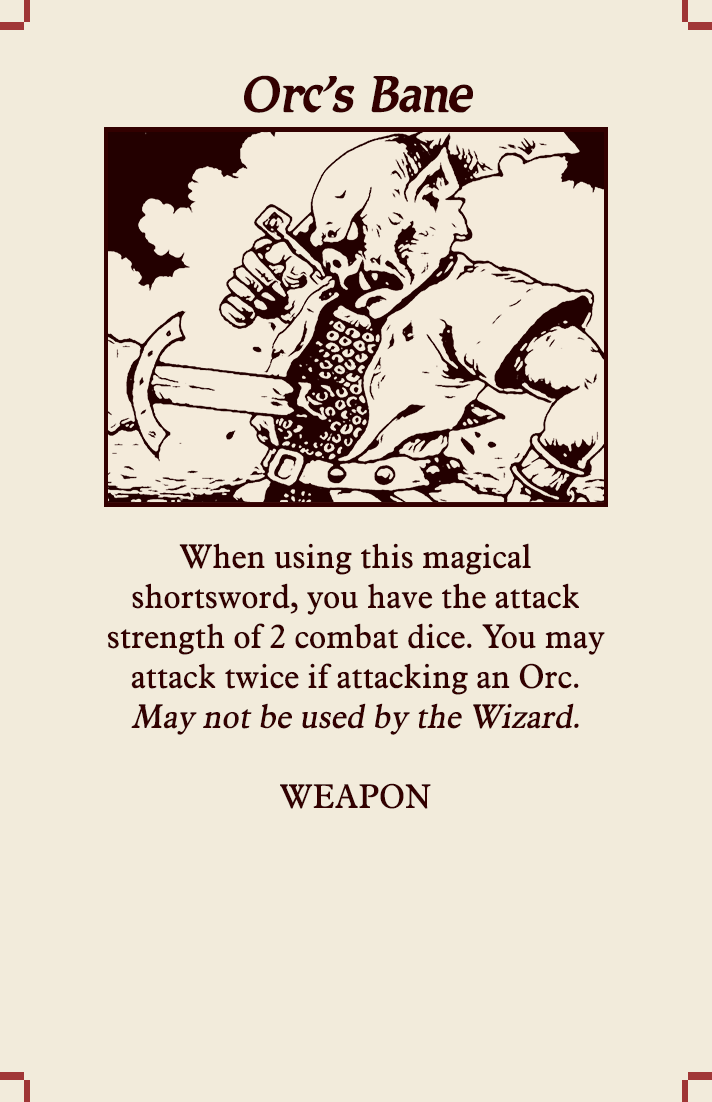 Orc’s Bane
When using this magical
shortsword, you have the attack
strength of 2 combat dice. You may
attack twice if attacking an Orc.
May not be used by the Wizard.
WEAPON